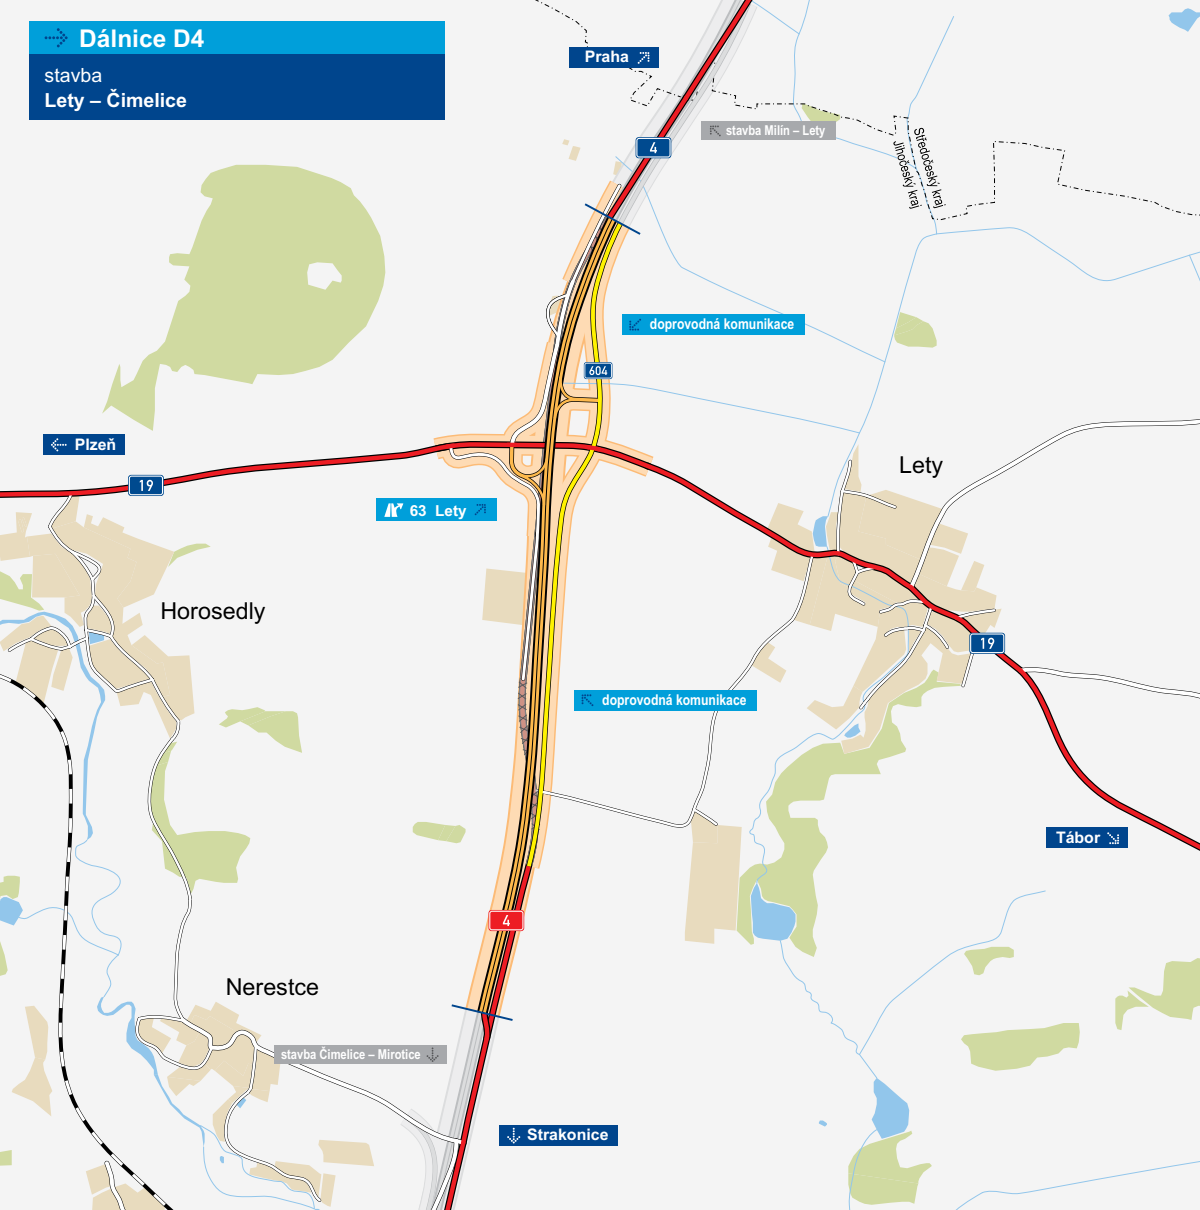 Dálnice D4
stavba
Lety – Čimelice
Praha
stavba Milín – Lety
4
Středočeský kraj
Jihočeský kraj
doprovodná komunikace
604
Plzeň
19
Lety
63 Lety
Horosedly
19
doprovodná komunikace
Tábor
4
Nerestce
stavba Čimelice – Mirotice
Strakonice